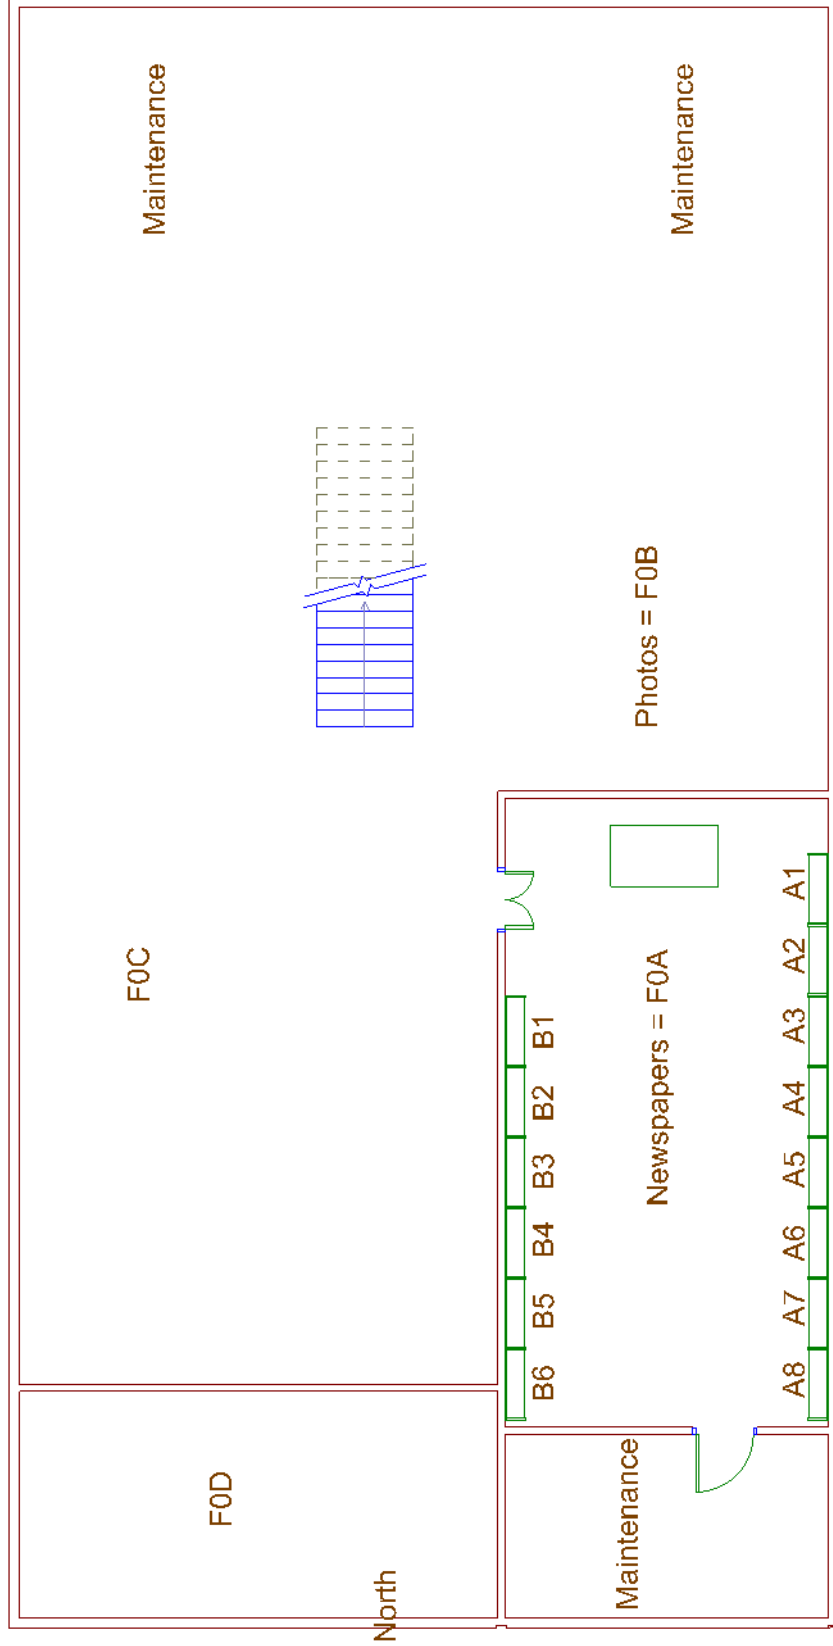 Maintenance
Maintenance
Photos = F0B
F0C
Newspapers = F0A
A1
A2
A3
A4
A5
A6
A7
A8
B1
B2
B3
B4
B5
B6
F0D
Maintenance
North